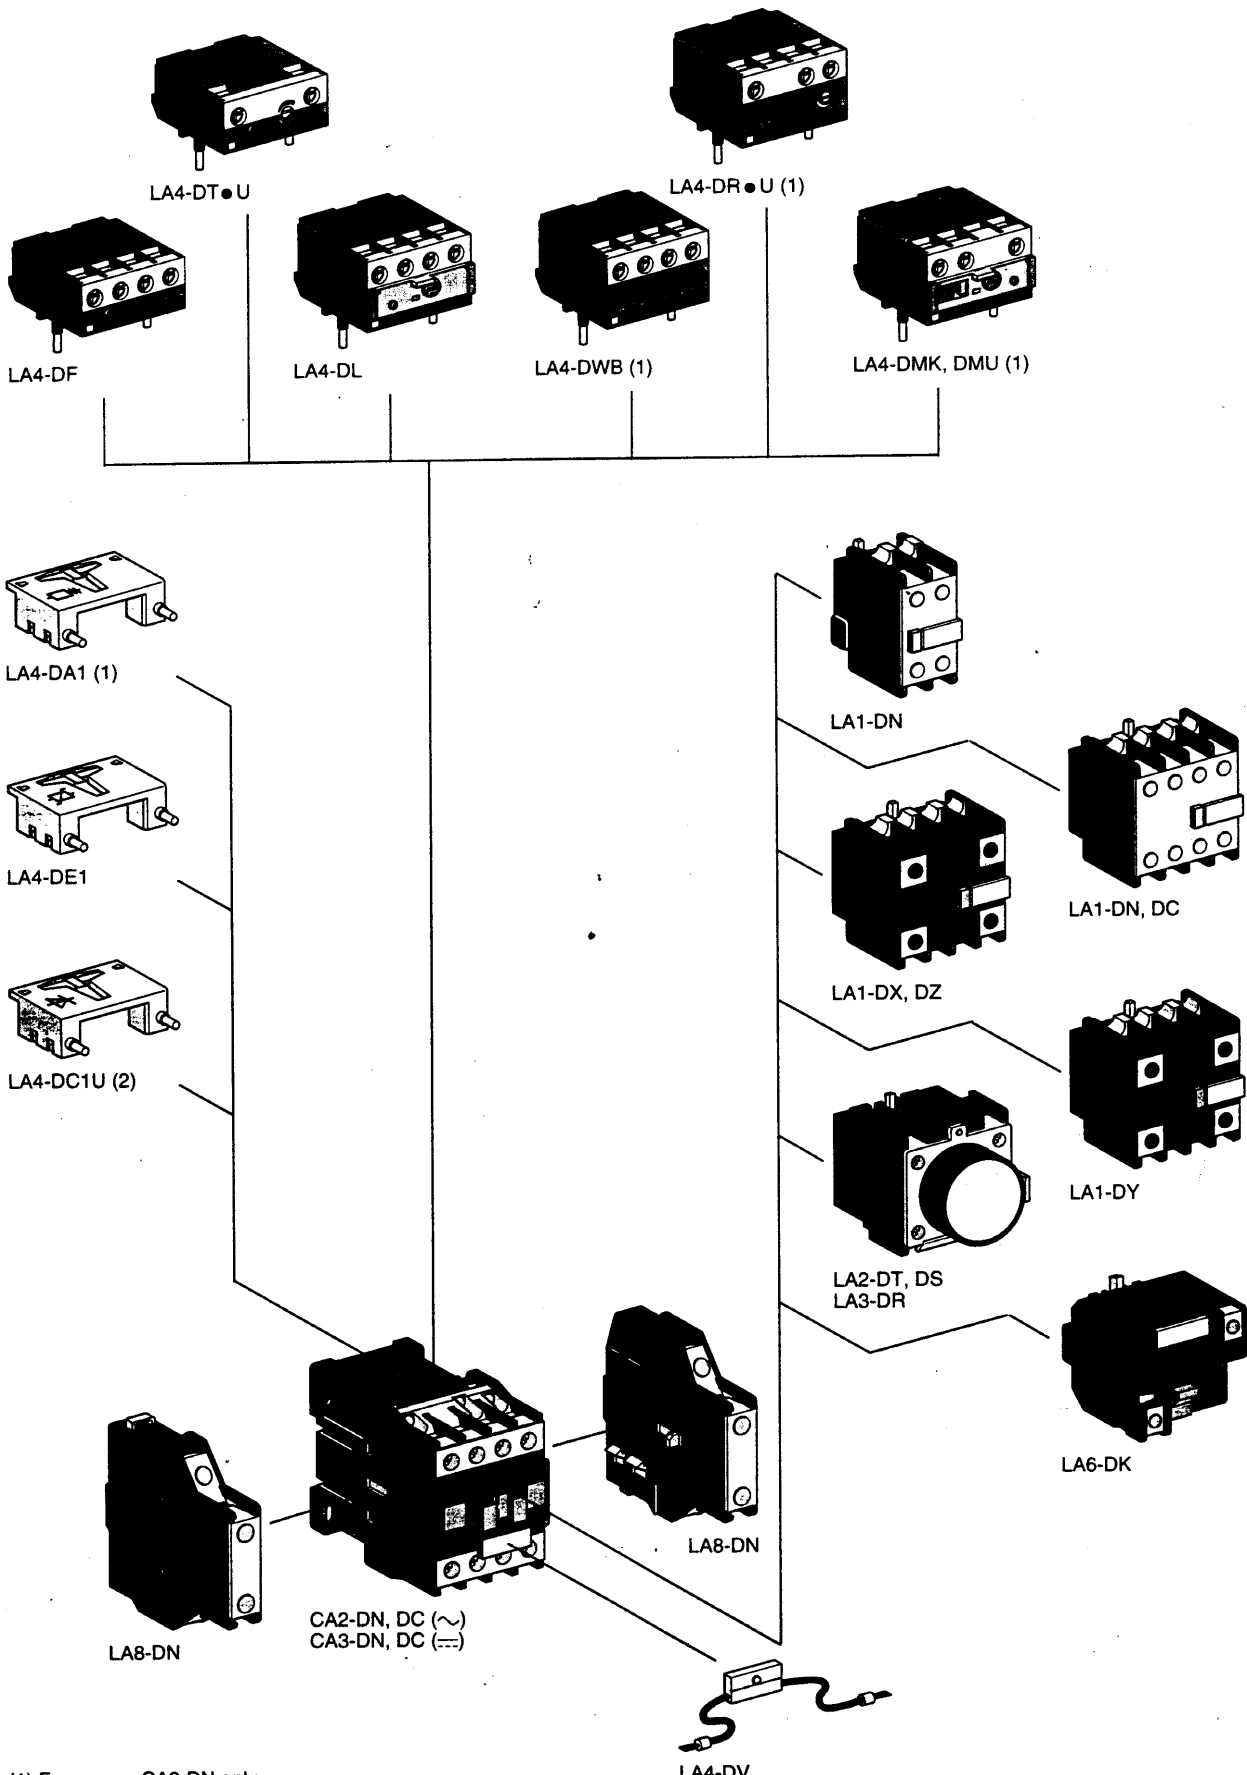 LA4-DT●U
LA4-DR●U (1)
LA4-DF
LA4-DL
LA4-DWB (1)
LA4-DMK, DMU (1)
LA4-DA1 (1)
LA1-DN
LA4-DE1
LA1-DN, DC
LA1-DX, DZ
LA4-DC1U (2)
LA1-DY
LA2-DT, DS
LA3-DR
LA6-DK
LA8-DN
CA2-DN, DC (~)
CA3-DN, DC (⎓)
LA8-DN
LA4-DV